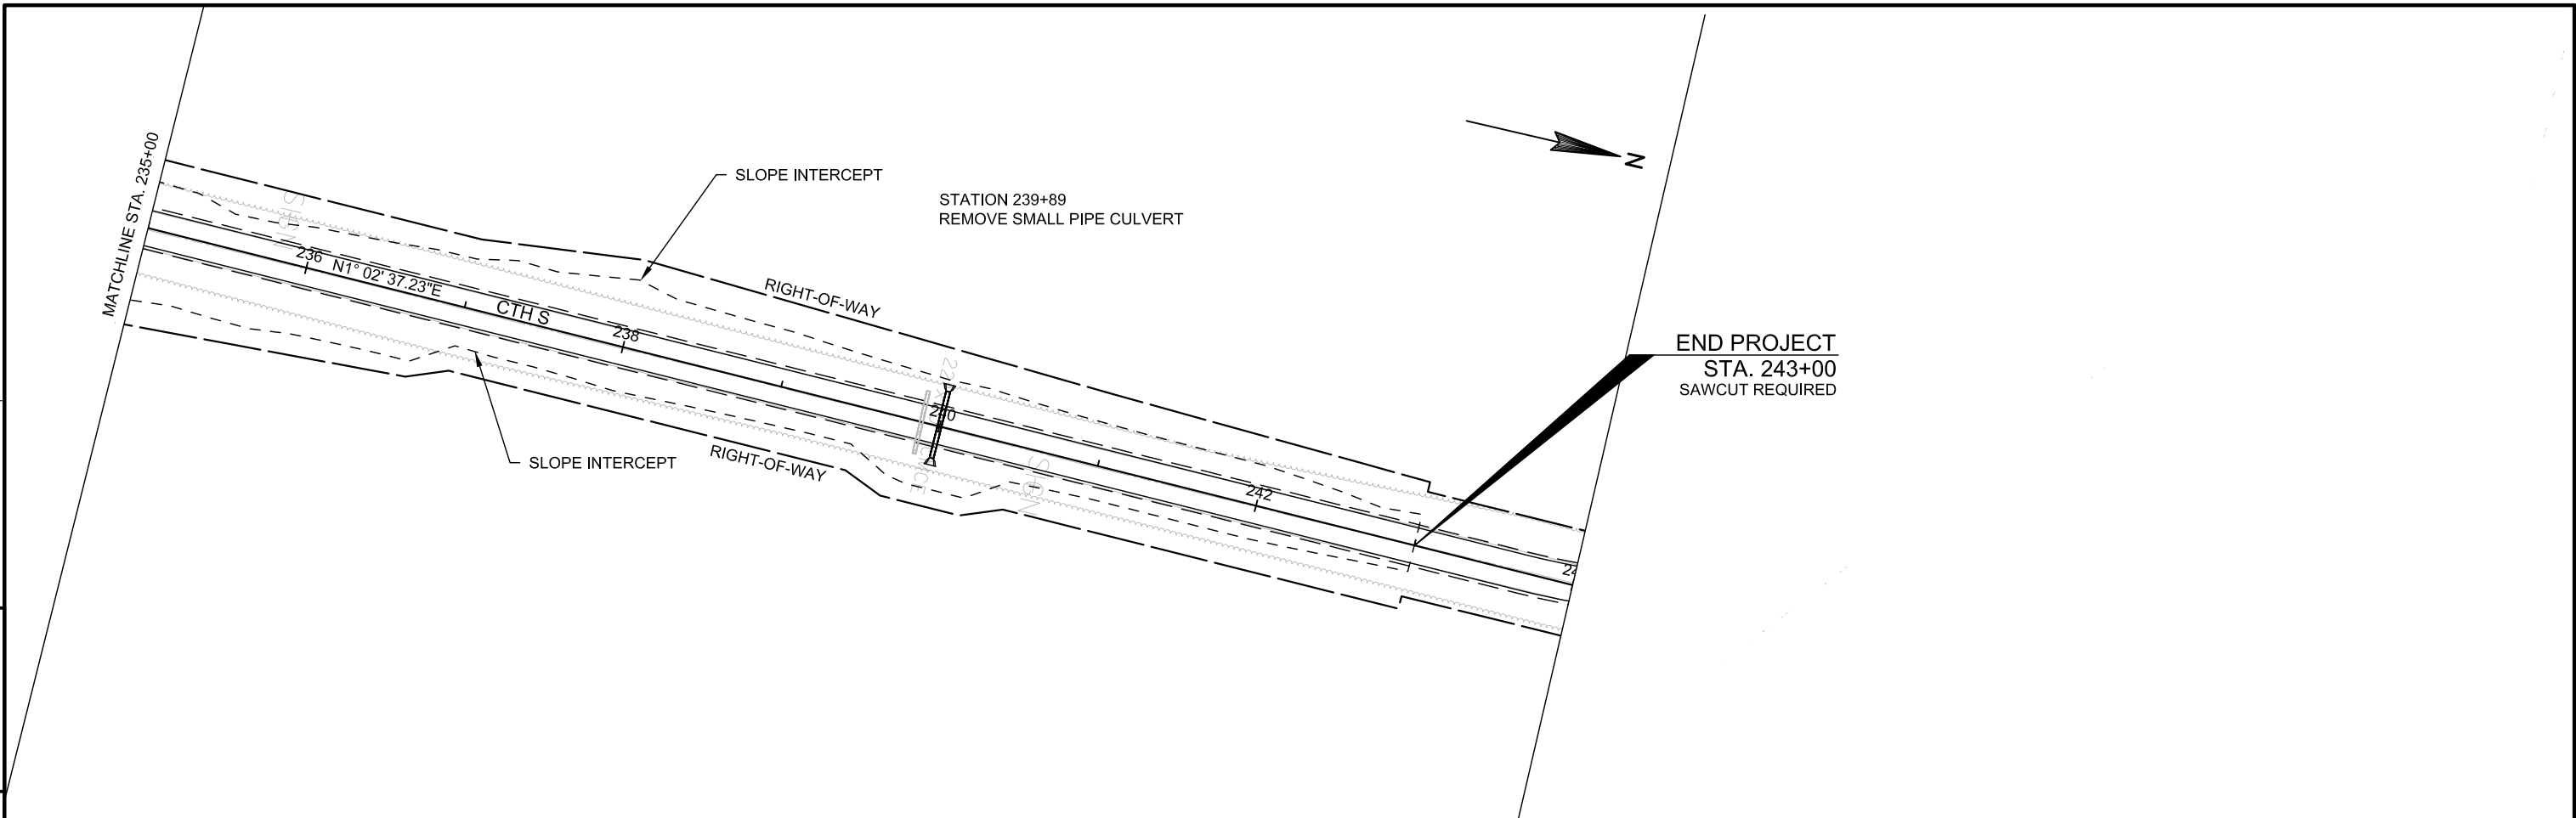 MATCHLINE STA. 235+00
SLOPE INTERCEPT
STATION 239+89
REMOVE SMALL PIPE CULVERT
N
236
N1° 02' 37.23"E
CTH S
238
RIGHT-OF-WAY
240
242
END PROJECT
STA. 243+00
SAWCUT REQUIRED
SLOPE INTERCEPT
RIGHT-OF-WAY